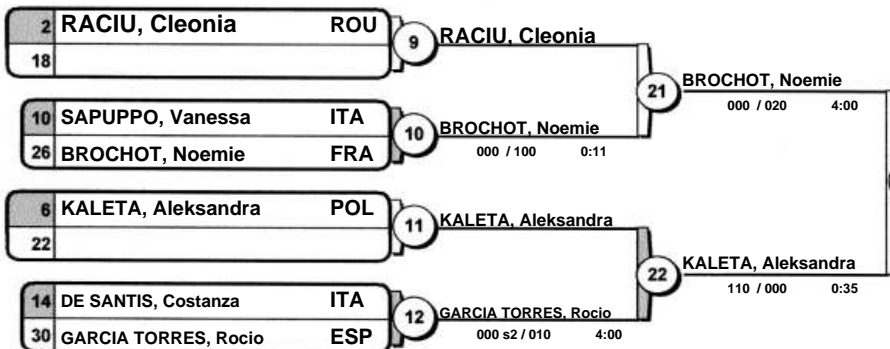 2 RACIU, Cleonia ROU
18
9
RACIU, Cleonia
10 SAPUPPO, Vanessa ITA
26 BROCHOT, Noemie FRA
10
BROCHOT, Noemie
000 / 100 0:11
21
BROCHOT, Noemie
000 / 020 4:00
6 KALETA, Aleksandra POL
22
11
KALETA, Aleksandra
14 DE SANTIS, Costanza ITA
30 GARCIA TORRES, Rocio ESP
12
GARCIA TORRES, Rocio
000 s2 / 010 4:00
22
KALETA, Aleksandra
110 / 000 0:35